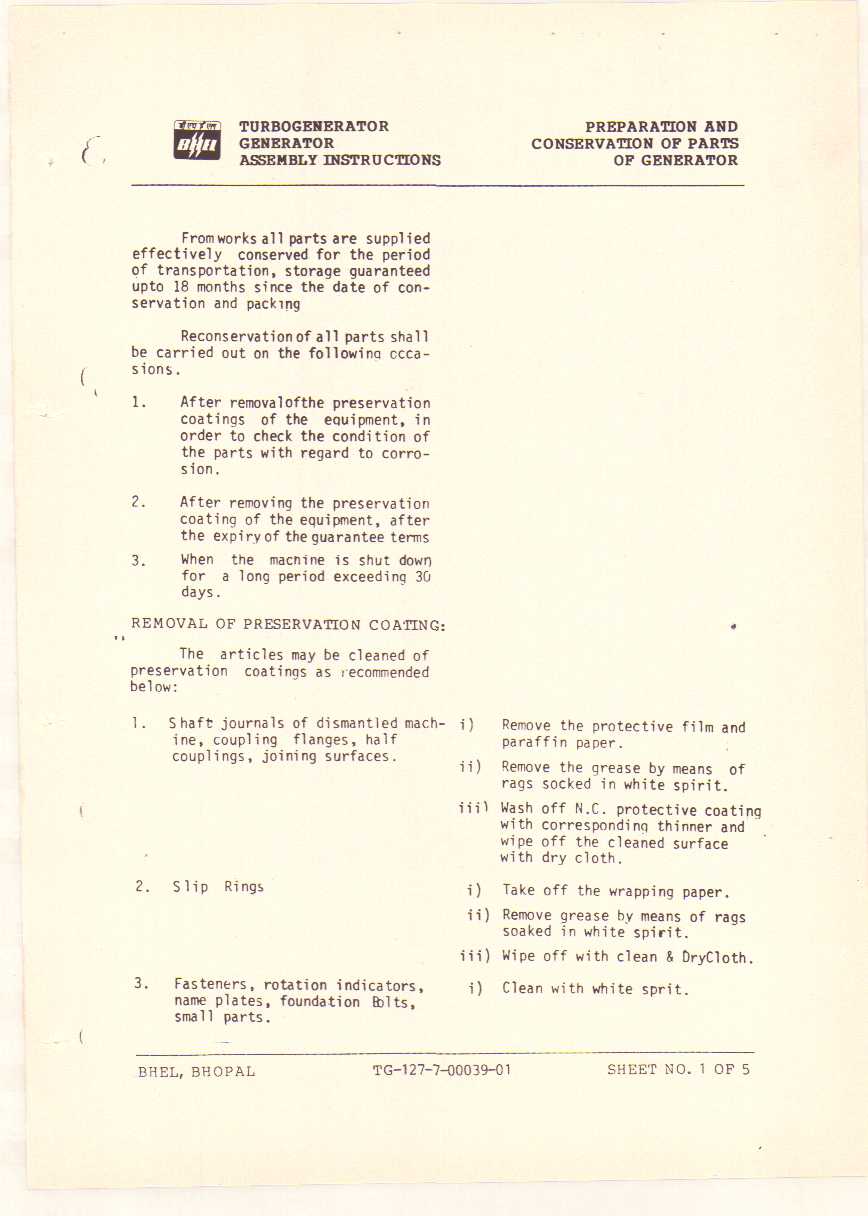 TURBOGENERATOR
GENERATOR
ASSEMBLY INSTRUCTIONS
PREPARATION AND
CONSERVATION OF PARTS
OF GENERATOR
From works all parts are supplied
effectively conserved for the period
of transportation, storage guaranteed
upto 18 months since the date of con-
servation and packing
Reconservation of all parts shall
be carried out on the following occa-
sions.
1. After removal of the preservation
coatings of the equipment, in
order to check the condition of
the parts with regard to corro-
sion.
2. After removing the preservation
coating of the equipment, after
the expiry of the guarantee terms
3. When the machine is shut down
for a long period exceeding 30
days.
REMOVAL OF PRESERVATION COATING:
The articles may be cleaned of
preservation coatings as recommended
below:
1. Shaft journals of dismantled mach-
ine, coupling flanges, half
couplings, joining surfaces.
i) Remove the protective film and
paraffin paper.
ii) Remove the grease by means of
rags socked in white spirit.
iii) Wash off N.C. protective coating
with corresponding thinner and
wipe off the cleaned surface
with dry cloth.
2. Slip Rings
i) Take off the wrapping paper.
ii) Remove grease by means of rags
soaked in white spirit.
iii) Wipe off with clean & DryCloth.
3. Fasteners, rotation indicators,
name plates, foundation Bolts,
small parts.
i) Clean with white sprit.
BHEL, BHOPAL TG-127-7-00039-01 SHEET NO. 1 OF 5